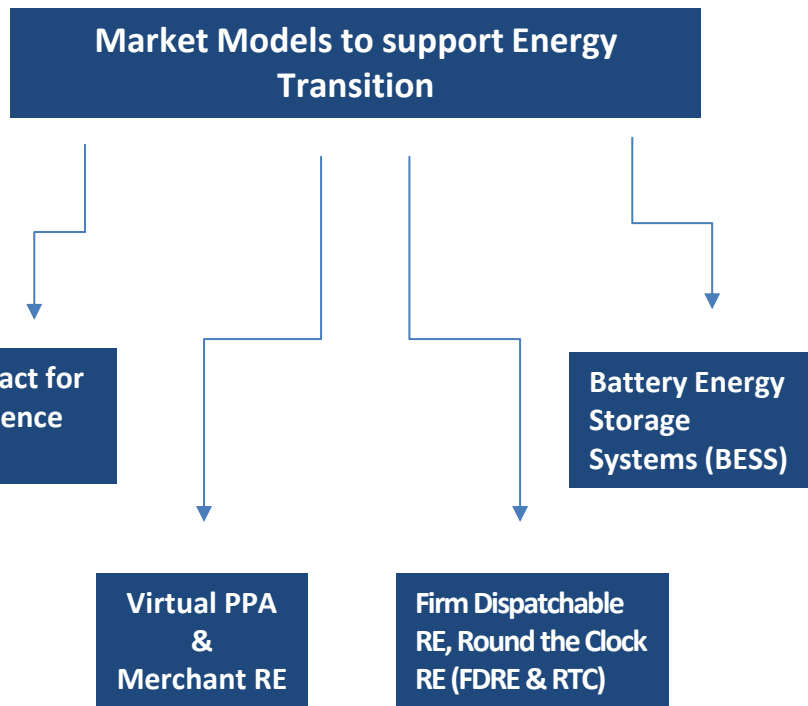 Market Models to support Energy
Transition
act for
ence
Battery Energy
Storage
Systems (BESS)
Virtual PPA
&
Merchant RE
Firm Dispatchable
RE, Round the Clock
RE (FDRE & RTC)